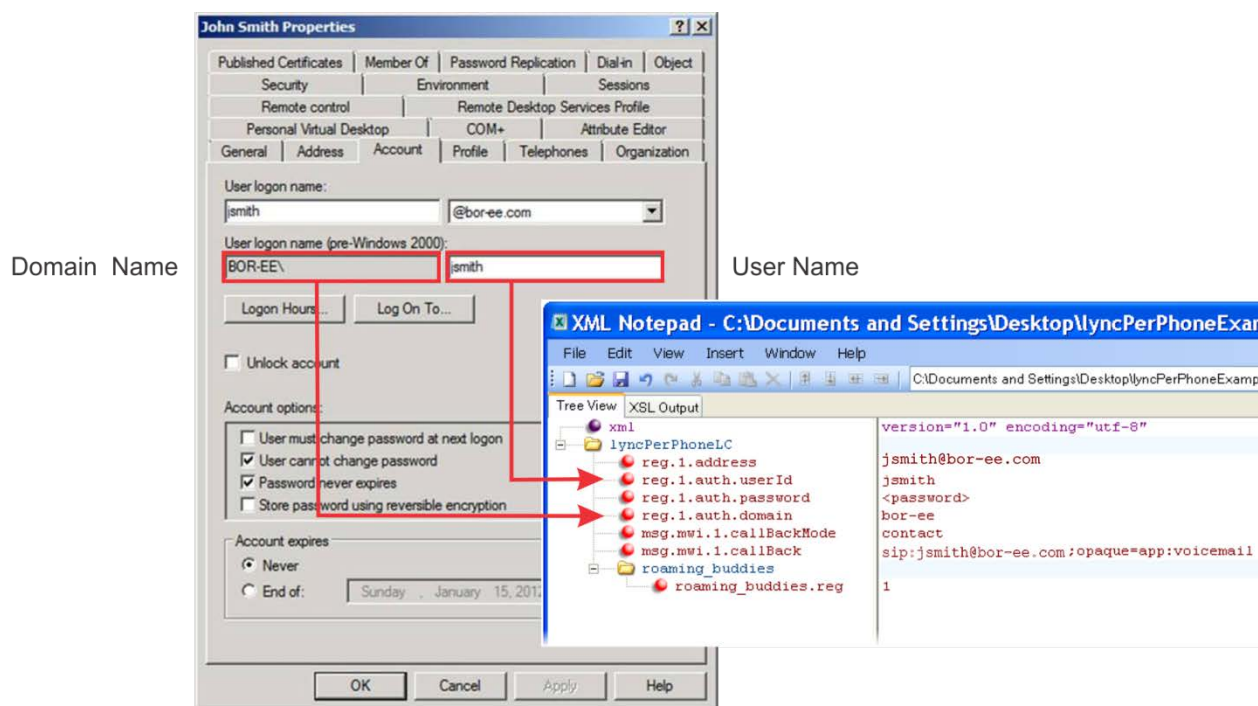 John Smith Properties
Published Certificates Member Of Password Replication Dial-in Object
Security Environment Sessions
Remote control Remote Desktop Services Profile
Personal Virtual Desktop COM+ Attribute Editor
General Address Account Profile Telephones Organization
User logon name:
jsmith @bor-ee.com
User logon name (pre-Windows 2000):
Domain Name BOR-EE\ jsmith User Name
Logon Hours... Log On To...
Unlock account
Account options:
User must change password at next logon
User cannot change password
Password never expires
Store password using reversible encryption
Account expires
Never
End of: Sunday , January 15, 2012
OK Cancel Apply Help
XML Notepad - C:\Documents and Settings\Desktop\lyncPerPhoneExam
File Edit View Insert Window Help
C:\Documents and Settings\Desktop\lyncPerPhoneExamp
Tree View XSL Output
xml version="1.0" encoding="utf-8"
lyncPerPhoneLC
reg.1.address jsmith@bor-ee.com
reg.1.auth.userId jsmith
reg.1.auth.password <password>
reg.1.auth.domain bor-ee
msg.mwi.1.callBackMode contact
msg.mwi.1.callBack sip:jsmith@bor-ee.com;opaque=app:voicemail
roaming_buddies
roaming_buddies.reg 1